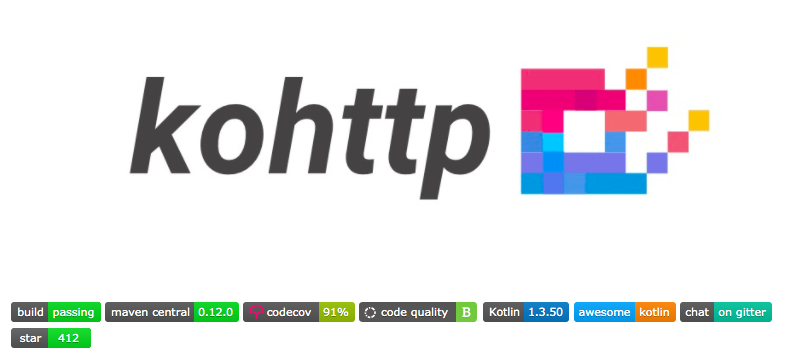 kohttp
build passing maven central 0.12.0 codecov 91% code quality B Kotlin 1.3.50 awesome kotlin chat on gitter
star 412